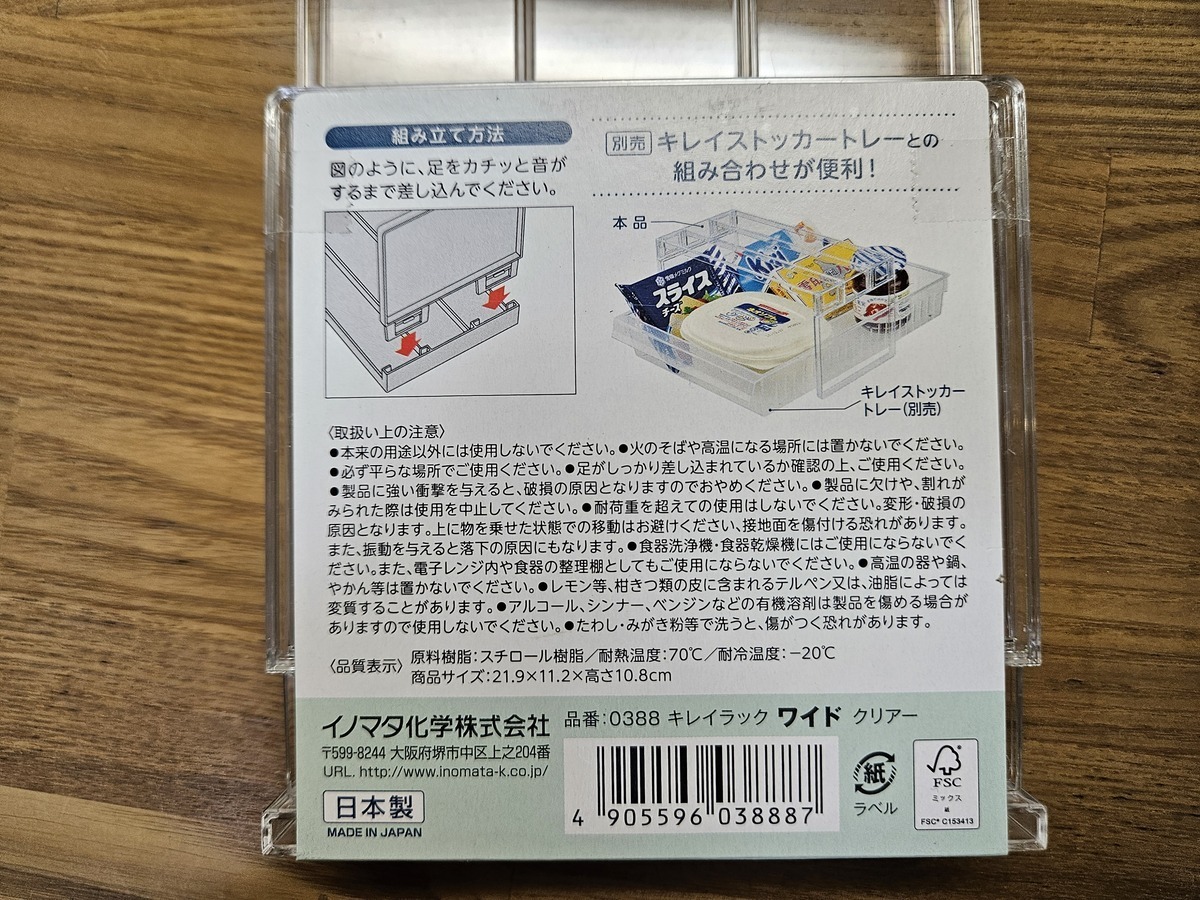 組み立て方法
図のように、足をカチッと音が
するまで差し込んでください。
別売 キレイストッカートレーとの
組み合わせが便利！
本品
スライス
チーズ
キレイストッカー
トレー(別売)
〈取扱い上の注意〉
●本来の用途以外には使用しないでください。●火のそばや高温になる場所には置かないでください。
●必ず平らな場所でご使用ください。●足がしっかり差し込まれているか確認の上、ご使用ください。
●製品に強い衝撃を与えると、破損の原因となりますのでおやめください。●製品に欠けや、割れが
みられた際は使用を中止してください。●耐荷重を超えての使用はしないでください。変形・破損の
原因となります。上に物を乗せた状態での移動はお避けください、接地面を傷付ける恐れがあります。
また、振動を与えると落下の原因にもなります。●食器洗浄機・食器乾燥機にはご使用にならないでく
ださい。また、電子レンジ内や食器の整理棚としてもご使用にならないでください。●高温の器や鍋、
やかん等は置かないでください。●レモン等、柑きつ類の皮に含まれるテルペン又は、油脂によっては
変質することがあります。●アルコール、シンナー、ベンジンなどの有機溶剤は製品を傷める場合が
ありますので使用しないでください。●たわし・みがき粉等で洗うと、傷がつく恐れがあります。
〈品質表示〉 原料樹脂：スチロール樹脂／耐熱温度：70℃／耐冷温度：－20℃
商品サイズ：21.9×11.2×高さ10.8cm
イノマタ化学株式会社
〒599-8244 大阪府堺市中区上之204番
URL. http://www.inomata-k.co.jp/
日本製
MADE IN JAPAN
品番：0388 キレイラック ワイド クリアー
4 905596 038887
紙
ラベル
FSC
ミックス
紙
FSC® C153413